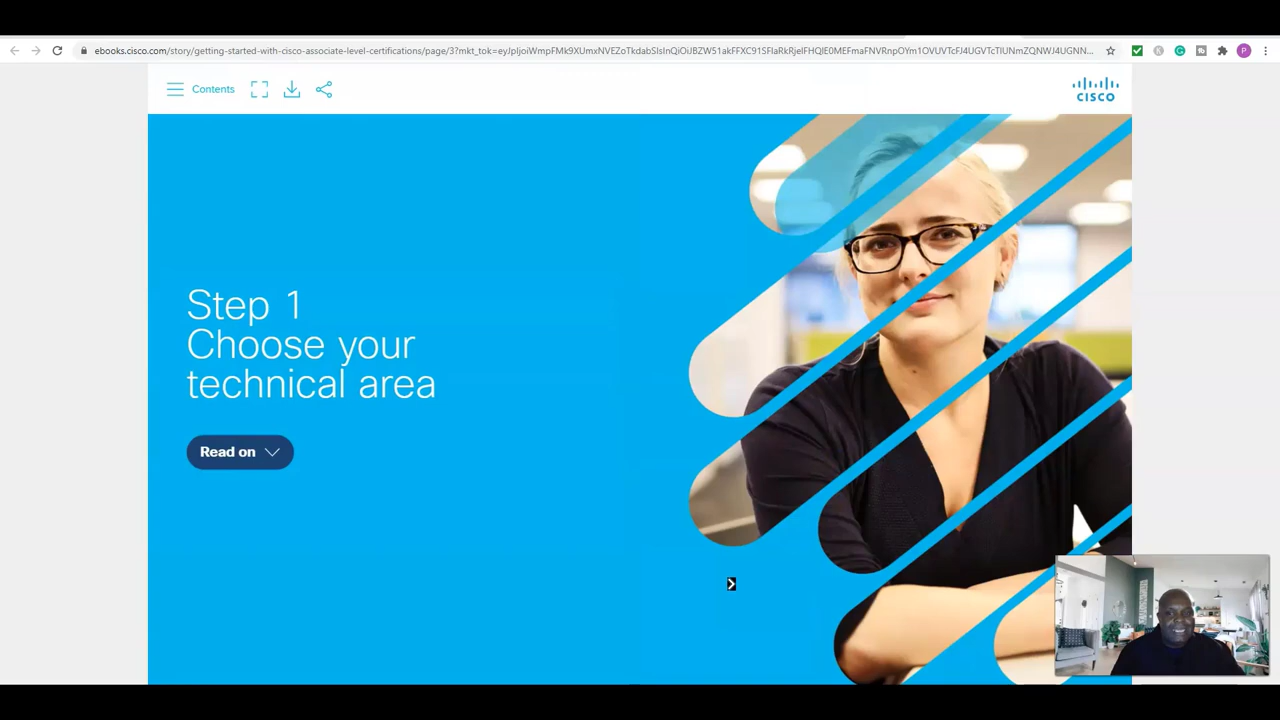 ebooks.cisco.com/story/getting-started-with-cisco-associate-level-certifications/page/3?mkt_tok=
Contents
CISCO
Step 1
Choose your
technical area
Read on
P